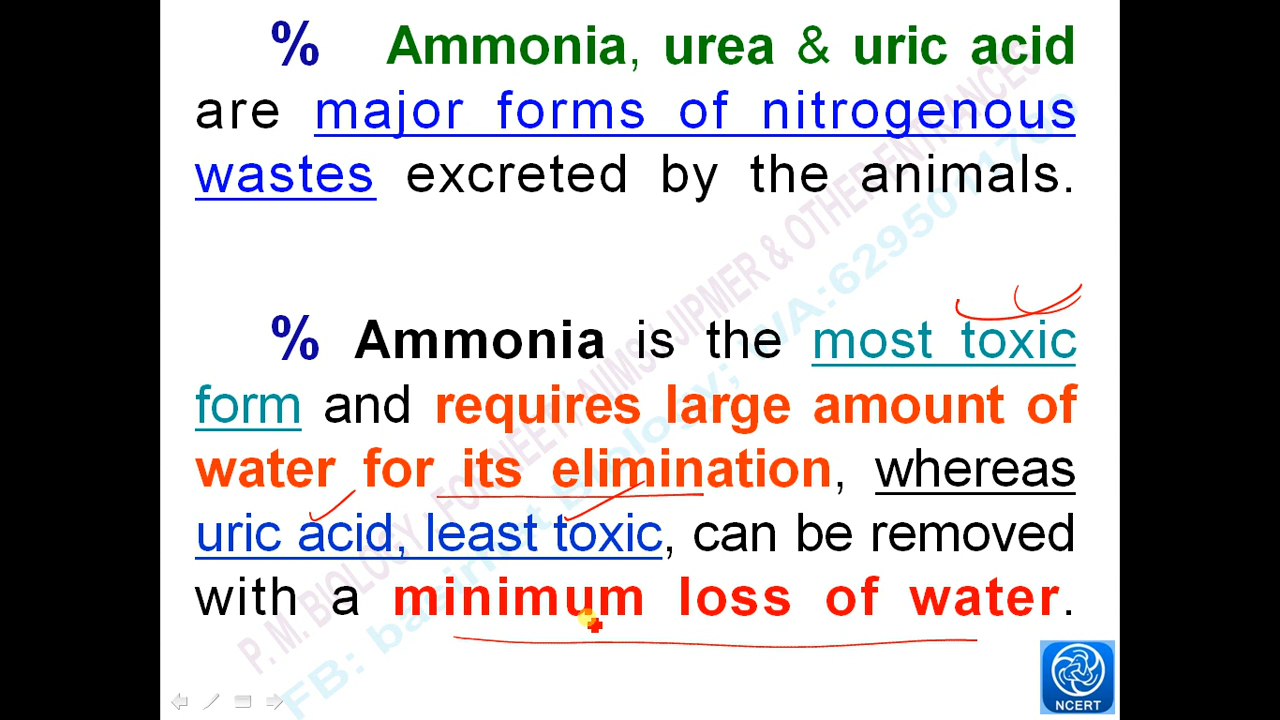 % Ammonia, urea & uric acid
are major forms of nitrogenous
wastes excreted by the animals.
% Ammonia is the most toxic
form and requires large amount of
water for its elimination, whereas
uric acid, least toxic, can be removed
with a minimum loss of water.
NCERT